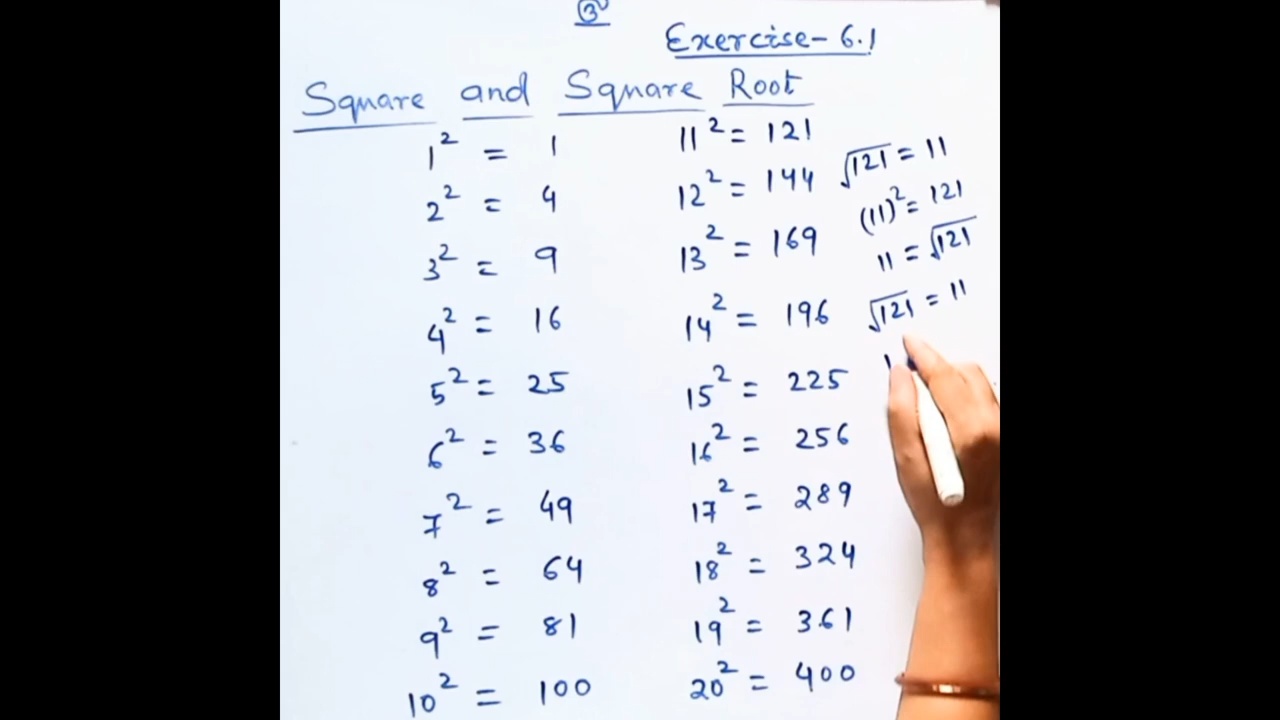 3
Exercise-6.1
Square and Square Root
1² = 1
2² = 4
3² = 9
4² = 16
5² = 25
6² = 36
7² = 49
8² = 64
9² = 81
10² = 100
11² = 121
12² = 144
13² = 169
14² = 196
15² = 225
16² = 256
17² = 289
18² = 324
19² = 361
20² = 400
√121 = 11
(11)² = 121
11 = √121
√121 = 11